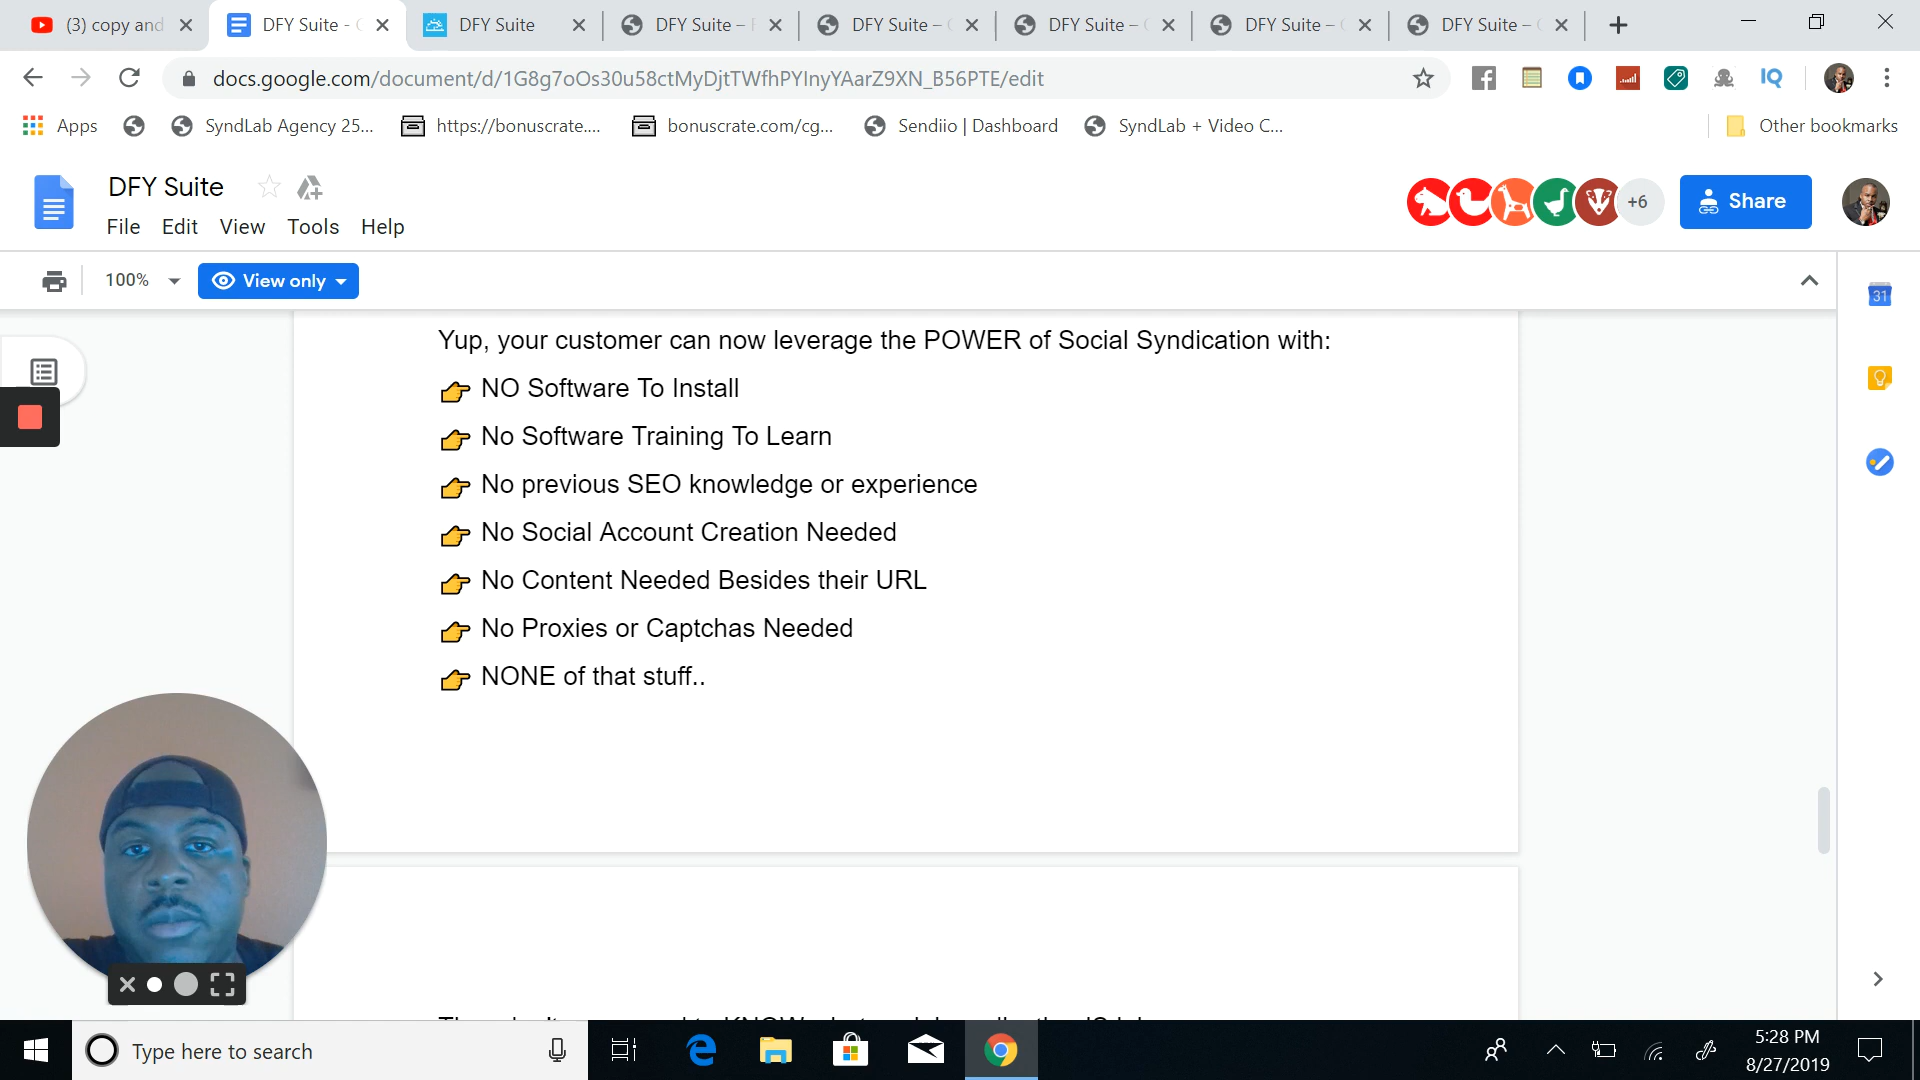 (3) copy and
DFY Suite -
DFY Suite
DFY Suite –
DFY Suite –
DFY Suite –
DFY Suite –
DFY Suite –
docs.google.com/document/d/1G8g7oOs30u58ctMyDjtTWfhPYInyYAarZ9XN_B56PTE/edit
IQ
Apps
SyndLab Agency 25...
https://bonuscrate....
bonuscrate.com/cg...
Sendiio | Dashboard
SyndLab + Video C...
Other bookmarks
DFY Suite
File Edit View Tools Help
+6
Share
100%
View only
31
Yup, your customer can now leverage the POWER of Social Syndication with:
👉 NO Software To Install
👉 No Software Training To Learn
👉 No previous SEO knowledge or experience
👉 No Social Account Creation Needed
👉 No Content Needed Besides their URL
👉 No Proxies or Captchas Needed
👉 NONE of that stuff..
Type here to search
5:28 PM
8/27/2019